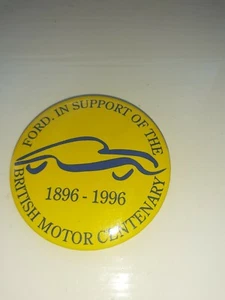 FORD. IN SUPPORT OF THE
1896 - 1996
BRITISH MOTOR CENTENARY